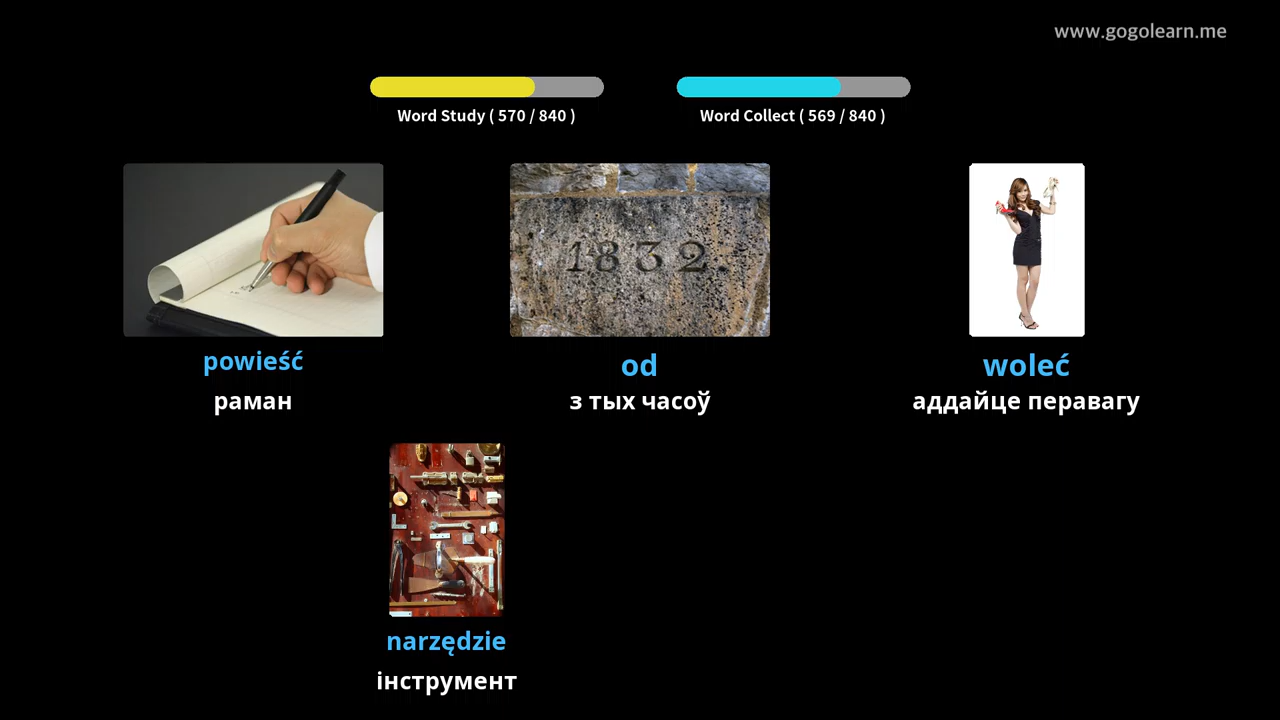 www.gogolearn.me
Word Study ( 570 / 840 )
Word Collect ( 569 / 840 )
1832.
powieść
раман
od
з тых часоў
woleć
аддайце перавагу
narzędzie
інструмент